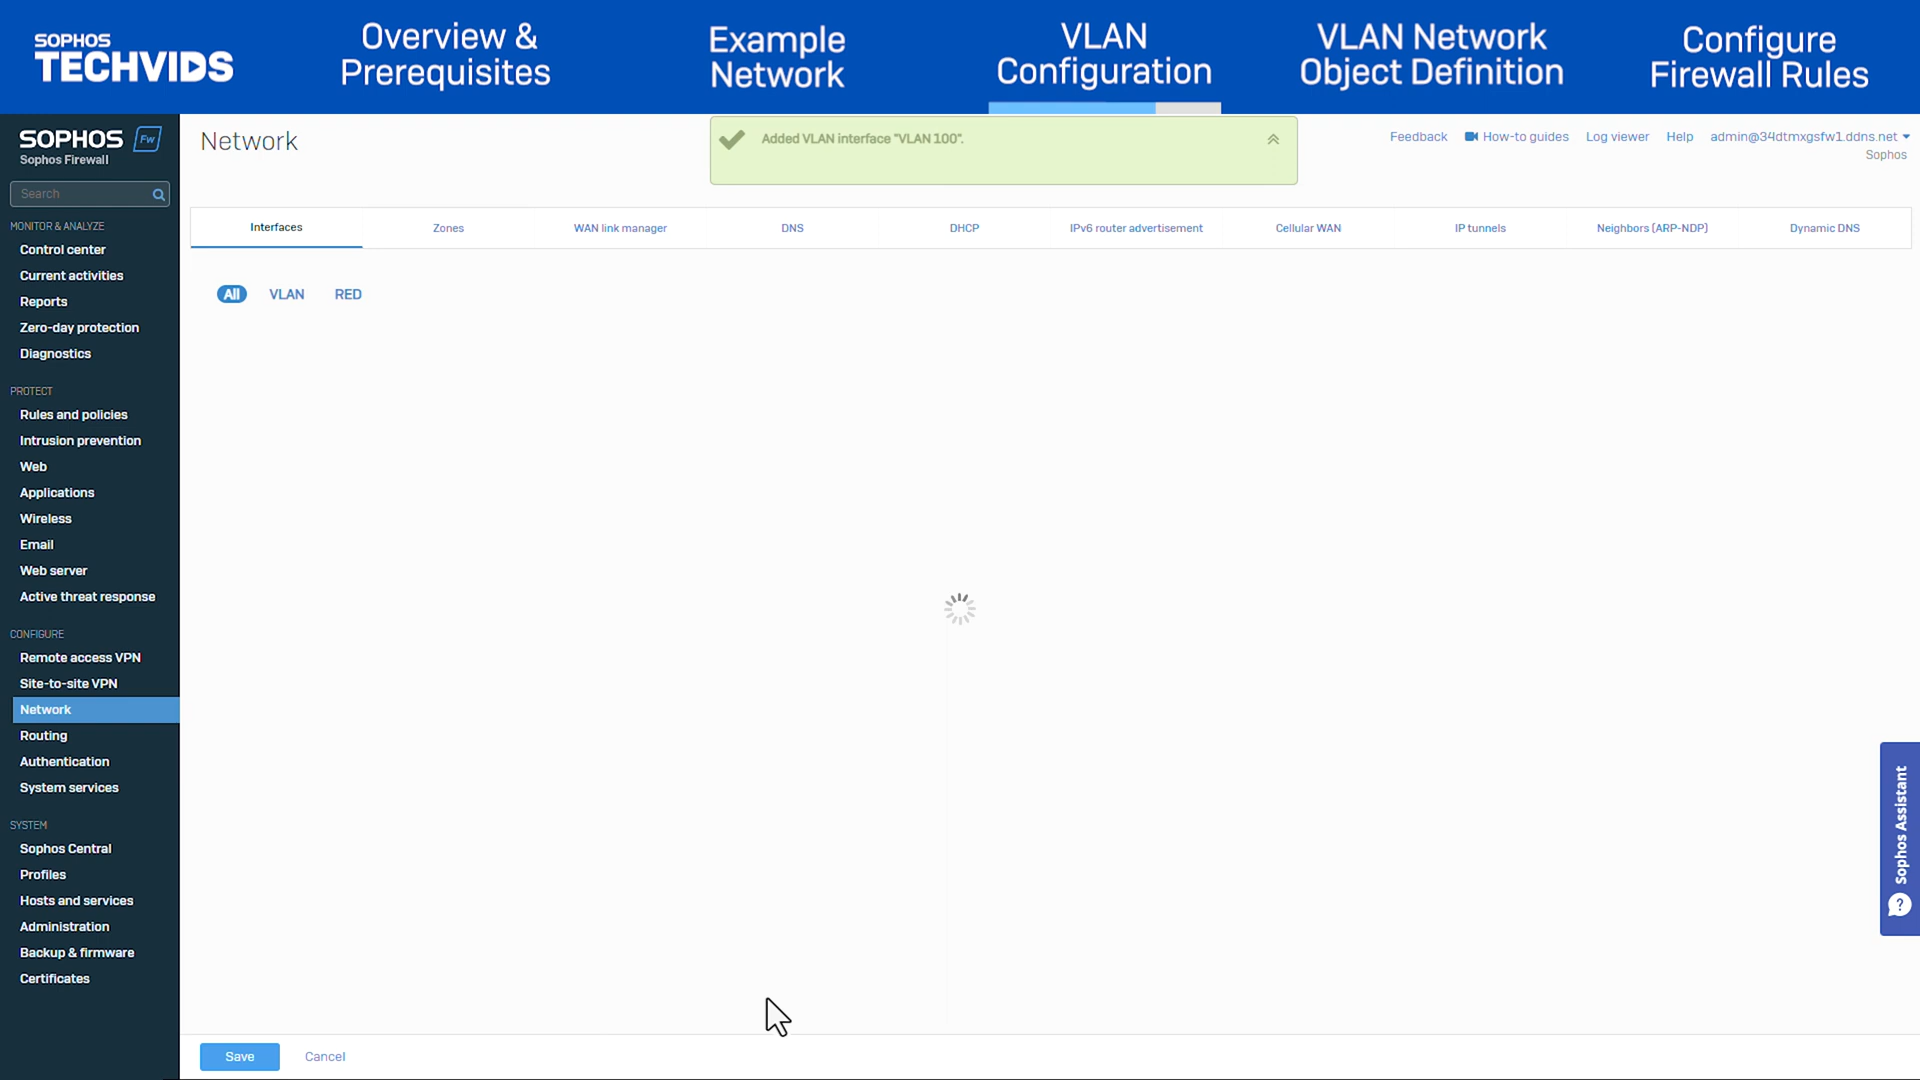 SOPHOS
TECHVIDS
Overview &
Prerequisites
Example
Network
VLAN
Configuration
VLAN Network
Object Definition
Configure
Firewall Rules
SOPHOS Fw
Sophos Firewall
Search
MONITOR & ANALYZE
Control center
Current activities
Reports
Zero-day protection
Diagnostics
PROTECT
Rules and policies
Intrusion prevention
Web
Applications
Wireless
Email
Web server
Active threat response
CONFIGURE
Remote access VPN
Site-to-site VPN
Network
Routing
Authentication
System services
SYSTEM
Sophos Central
Profiles
Hosts and services
Administration
Backup & firmware
Certificates
Network
Added VLAN interface "VLAN 100".
Feedback How-to guides Log viewer Help admin@34dtmxgsfw1.ddns.net
Sophos
Interfaces Zones WAN link manager DNS DHCP IPv6 router advertisement Cellular WAN IP tunnels Neighbors (ARP-NDP) Dynamic DNS
All VLAN RED
Sophos Assistant
?
Save Cancel